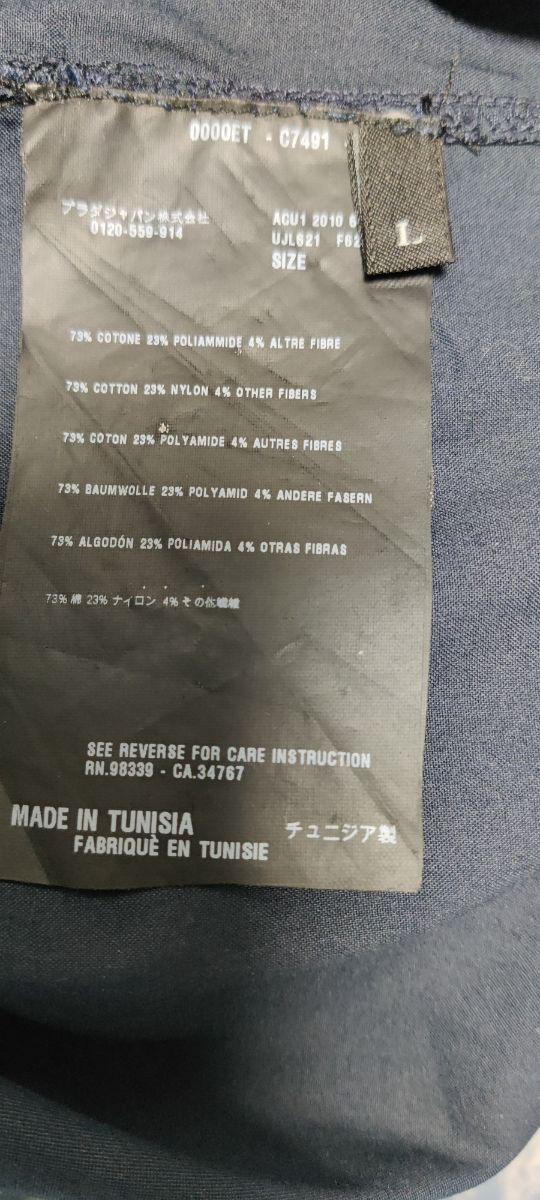 0000ET - C7491
プラダジャパン株式会社
0120-559-914
AGU1 2010
UJL621
SIZE
L
73% COTONE 23% POLIAMMIDE 4% ALTRE FIBRE
73% COTTON 23% NYLON 4% OTHER FIBERS
73% COTON 23% POLYAMIDE 4% AUTRES FIBRES
73% BAUMWOLLE 23% POLYAMID 4% ANDERE FASERN
73% ALGODÓN 23% POLIAMIDA 4% OTRAS FIBRAS
73% 綿 23% ナイロン 4% その他繊維
SEE REVERSE FOR CARE INSTRUCTION
RN.98339 - CA.34767
MADE IN TUNISIA
FABRIQUÈ EN TUNISIE
チュニジア製